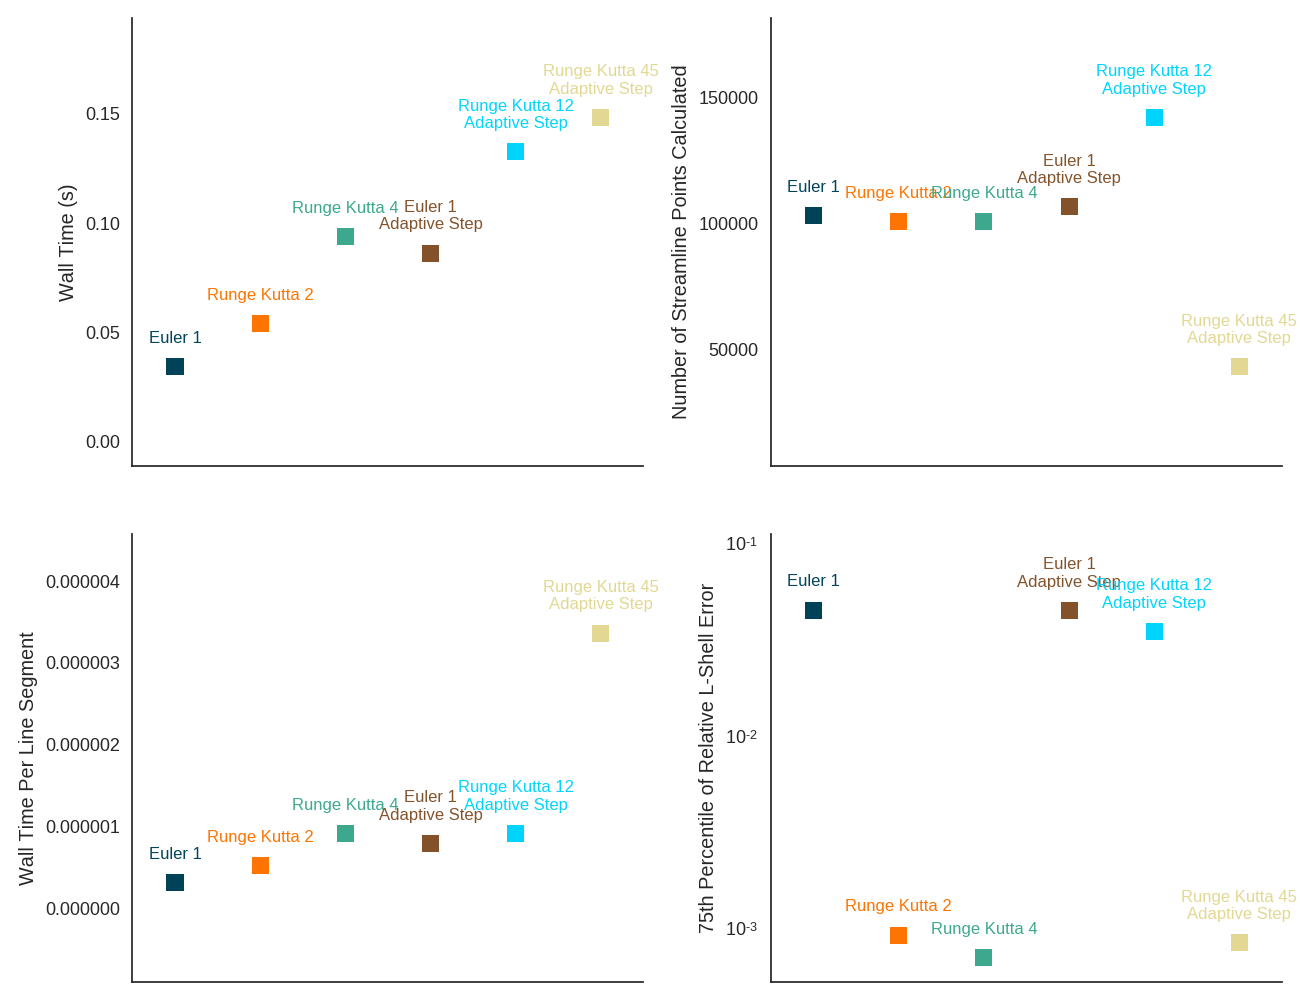 Wall Time (s)
0.15
0.10
0.05
0.00
Runge Kutta 45
Adaptive Step
Runge Kutta 12
Adaptive Step
Runge Kutta 4
Euler 1
Adaptive Step
Runge Kutta 2
Euler 1
Number of Streamline Points Calculated
150000
100000
50000
Runge Kutta 12
Adaptive Step
Euler 1
Adaptive Step
Euler 1
Runge Kutta 2
Runge Kutta 4
Runge Kutta 45
Adaptive Step
Wall Time Per Line Segment
0.000004
0.000003
0.000002
0.000001
0.000000
Runge Kutta 45
Adaptive Step
Runge Kutta 12
Adaptive Step
Euler 1
Adaptive Step
Runge Kutta 4
Runge Kutta 2
Euler 1
75th Percentile of Relative L-Shell Error
10-1
10-2
10-3
Euler 1
Euler 1
Adaptive Step
Runge Kutta 12
Adaptive Step
Runge Kutta 2
Runge Kutta 4
Runge Kutta 45
Adaptive Step